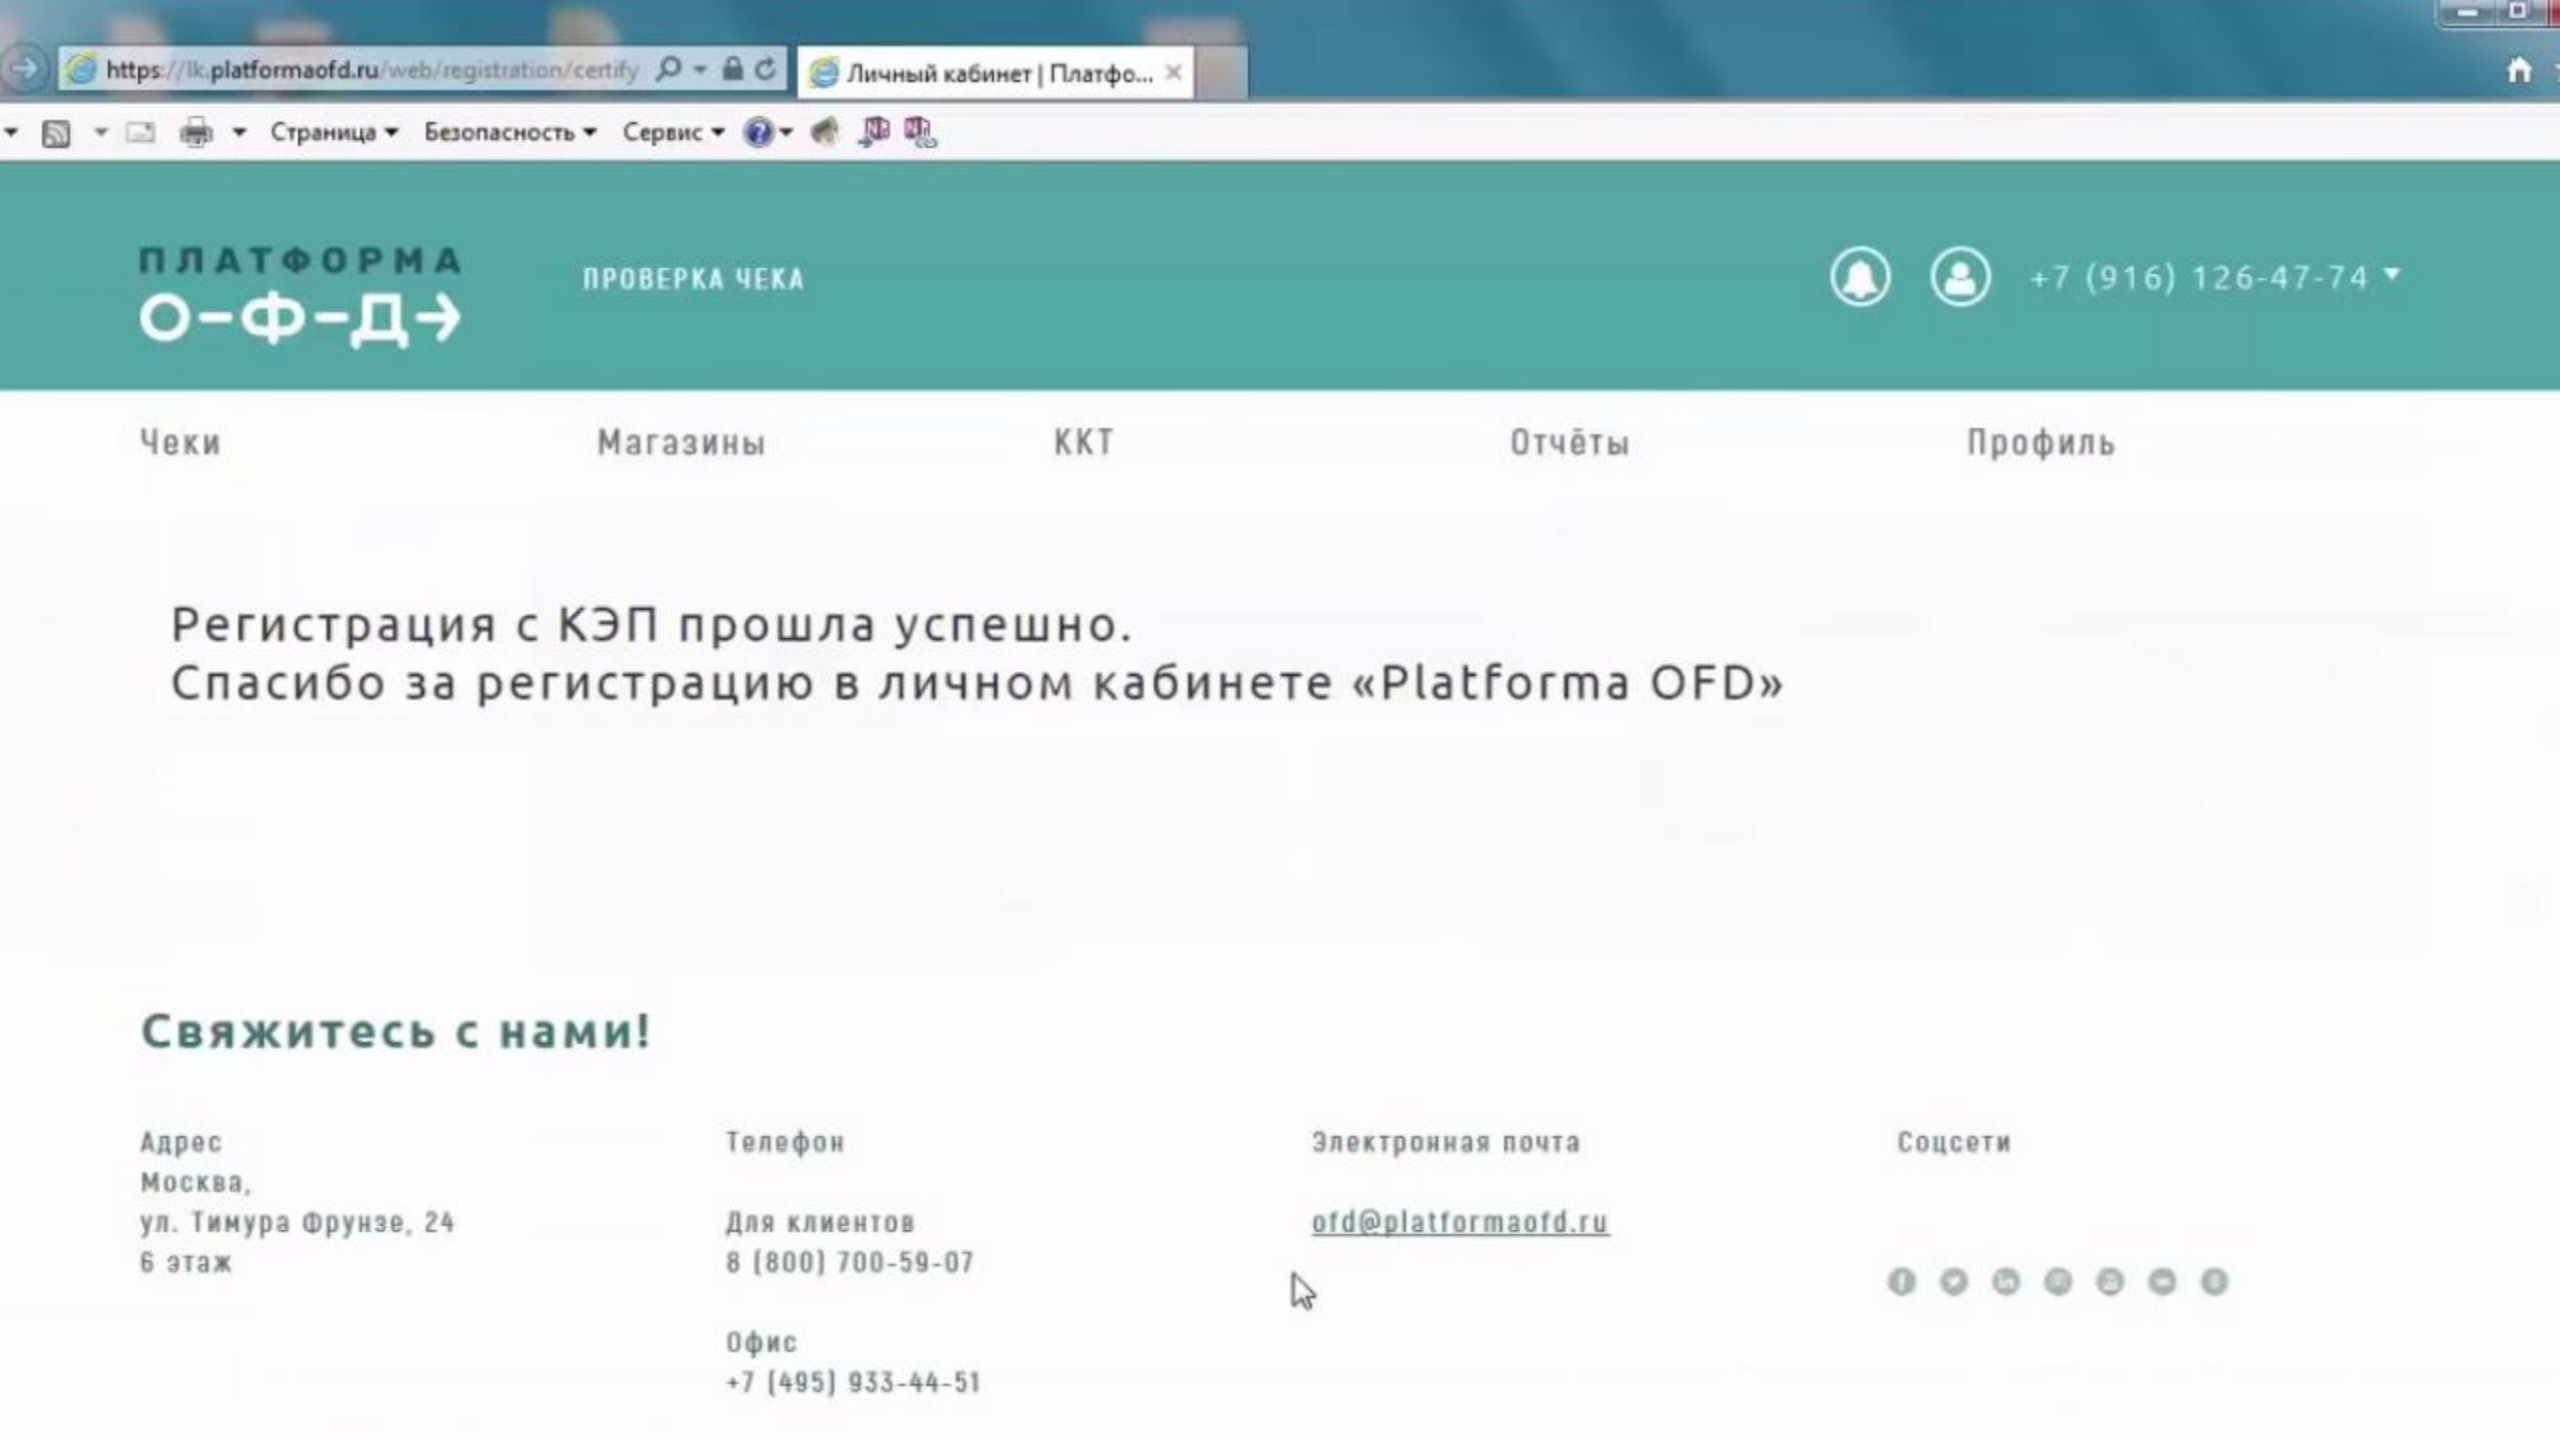 https://lk.platformaofd.ru/web/registration/certify
Личный кабинет | Платфо...
Страница
Безопасность
Сервис
ПЛАТФОРМА
О-Ф-Д→
ПРОВЕРКА ЧЕКА
+7 (916) 126-47-74
Чеки
Магазины
ККТ
Отчёты
Профиль
Регистрация с КЭП прошла успешно.
Спасибо за регистрацию в личном кабинете «Platforma OFD»
Свяжитесь с нами!
Адрес
Москва,
ул. Тимура Фрунзе, 24
6 этаж
Телефон
Для клиентов
8 (800) 700-59-07
Офис
+7 (495) 933-44-51
Электронная почта
ofd@platformaofd.ru
Соцсети